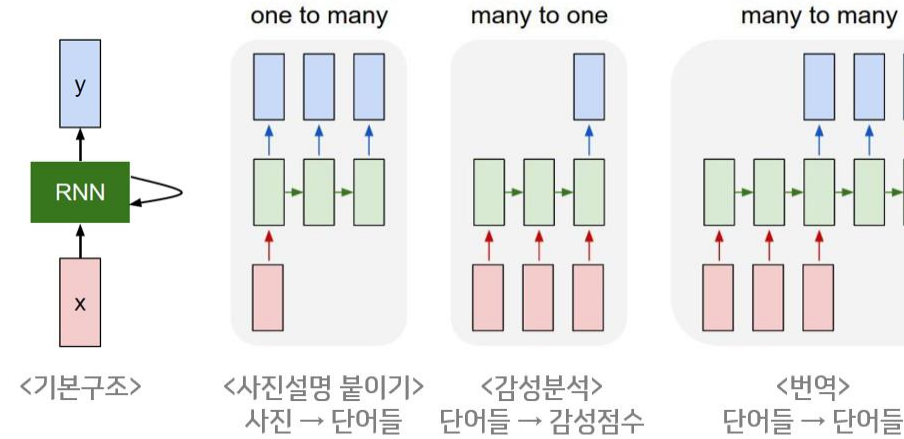 one to many
many to one
many to many
y
RNN
x
<기본구조>
<사진설명 붙이기>
사진 → 단어들
<감성분석>
단어들 → 감성점수
<번역>
단어들 → 단어들